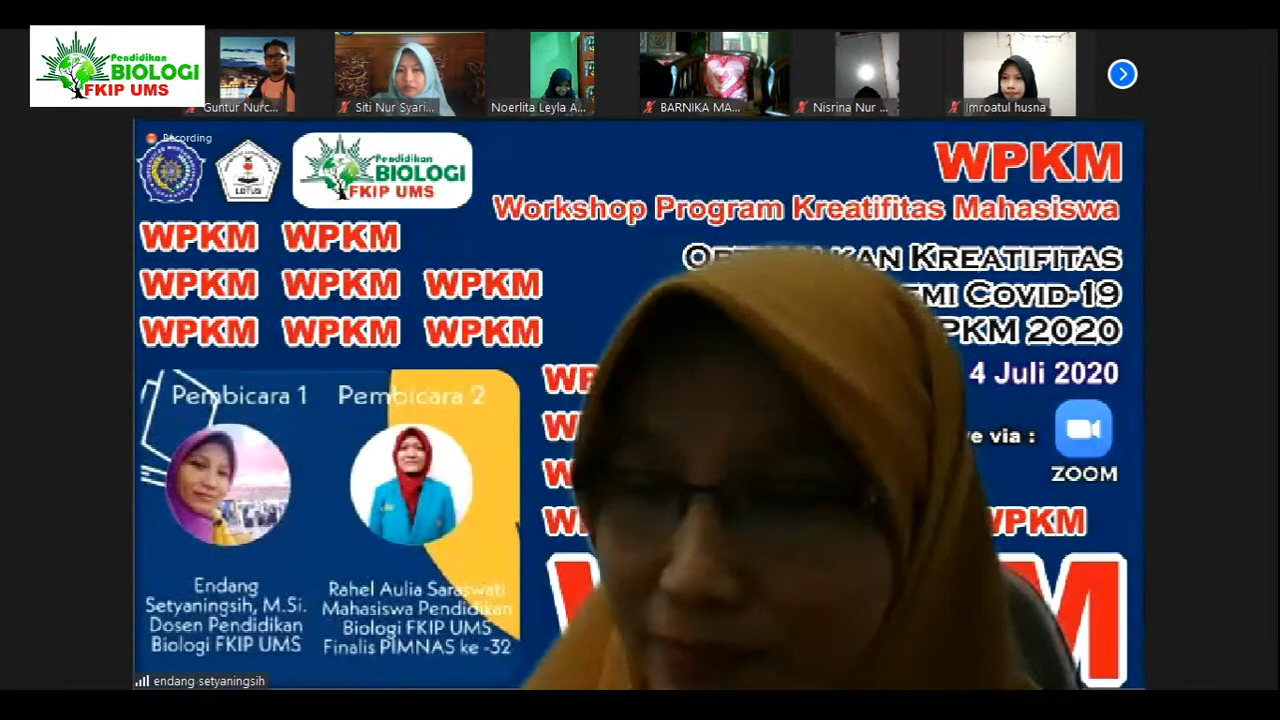 Pendidikan
BIOLOGI
FKIP UMS
Guntur Nurc...
Siti Nur Syari...
Noerlita Leyla A...
BARNIKA MA...
Nisrina Nur ...
Imroatul husna
Recording
LOTUS
Pendidikan
BIOLOGI
FKIP UMS
WPKM
Workshop Program Kreatifitas Mahasiswa
KREATIFITAS
COVID-19
PKM 2020
4 Juli 2020
via :
ZOOM
WPKM WPKM
WPKM WPKM WPKM
WPKM WPKM WPKM
WPKM
Pembicara 1
Pembicara 2
Endang
Setyaningsih, M.Si.
Dosen Pendidikan
Biologi FKIP UMS
Rahel Aulia Saraswati
Mahasiswa Pendidikan
Biologi FKIP UMS
Finalis PIMNAS ke -32
endang setyaningsih